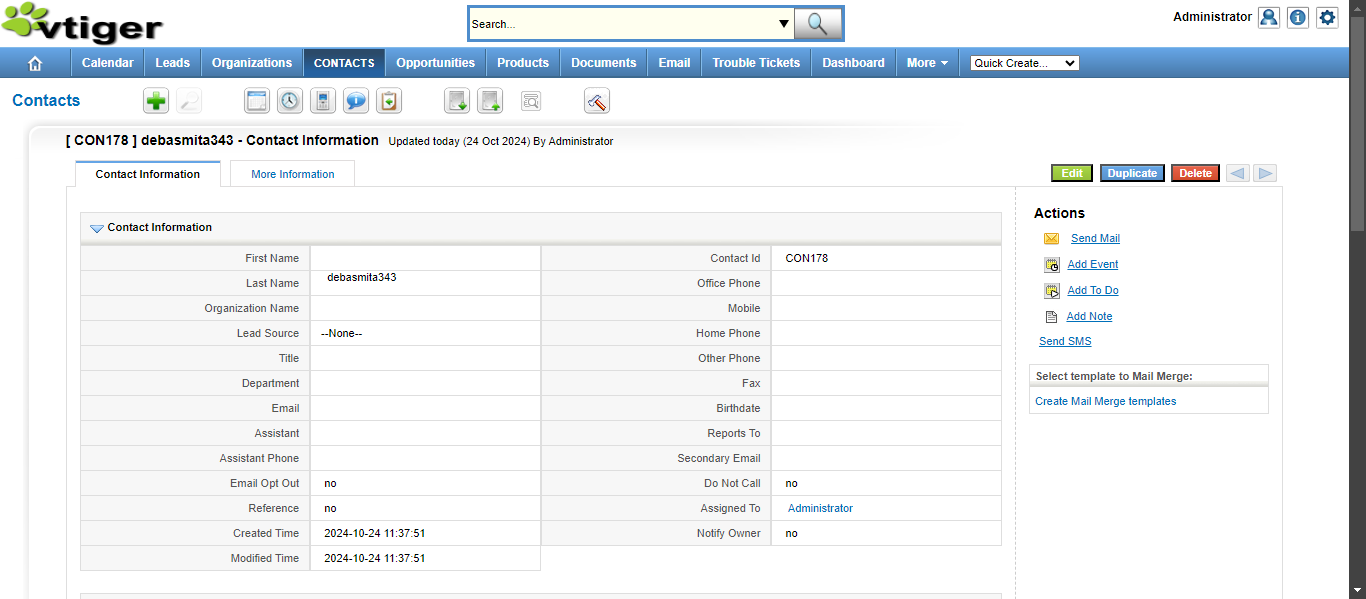 vtiger
Search...
Administrator
Calendar Leads Organizations CONTACTS Opportunities Products Documents Email Trouble Tickets Dashboard More Quick Create...
Contacts
[ CON178 ] debasmita343 - Contact Information Updated today (24 Oct 2024) By Administrator
Contact Information More Information
Edit Duplicate Delete
Contact Information
First Name Contact Id CON178
Last Name debasmita343 Office Phone
Organization Name Mobile
Lead Source --None-- Home Phone
Title Other Phone
Department Fax
Email Birthdate
Assistant Reports To
Assistant Phone Secondary Email
Email Opt Out no Do Not Call no
Reference no Assigned To Administrator
Created Time 2024-10-24 11:37:51 Notify Owner no
Modified Time 2024-10-24 11:37:51
Actions
Send Mail
Add Event
Add To Do
Add Note
Send SMS
Select template to Mail Merge:
Create Mail Merge templates